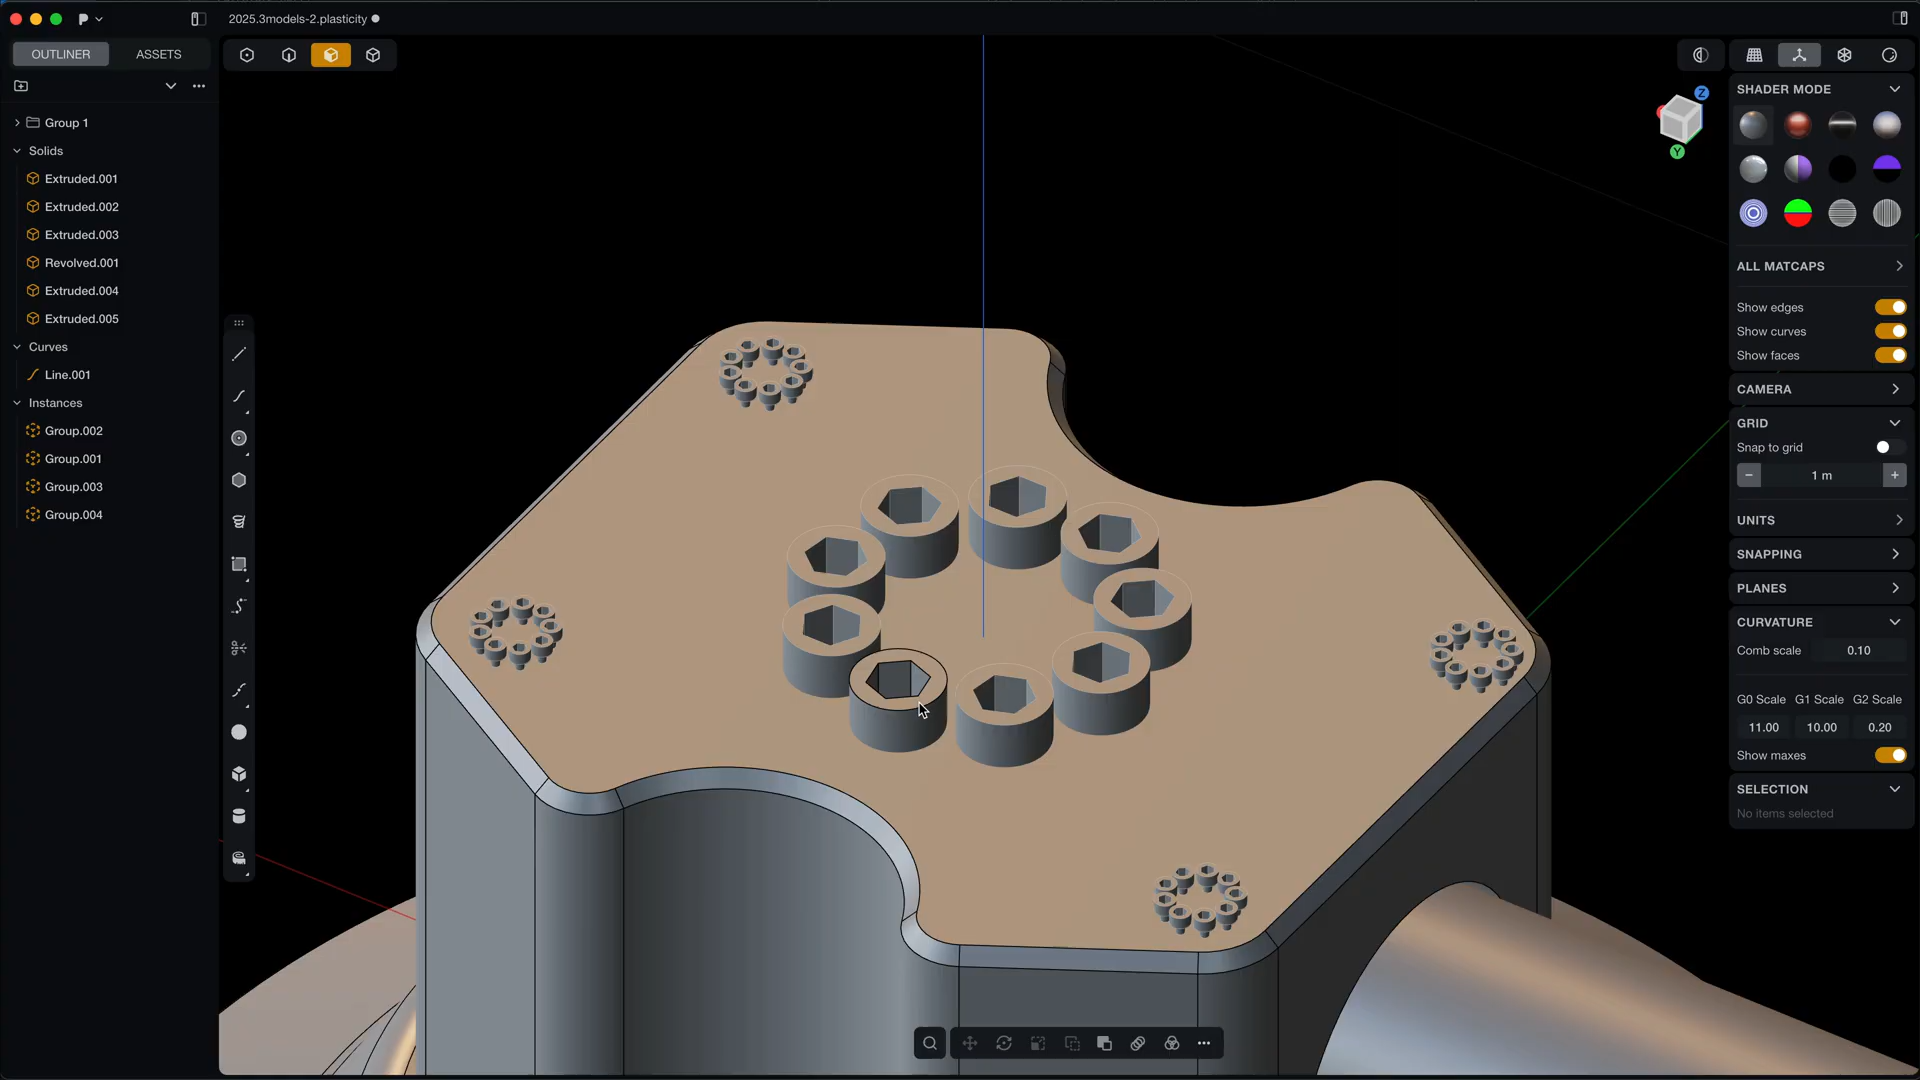 2025.3models-2.plasticity
OUTLINER
ASSETS
Group 1
Solids
Extruded.001
Extruded.002
Extruded.003
Revolved.001
Extruded.004
Extruded.005
Curves
Line.001
Instances
Group.002
Group.001
Group.003
Group.004
Z
Y
SHADER MODE
ALL MATCAPS
Show edges
Show curves
Show faces
CAMERA
GRID
Snap to grid
− 1 m +
UNITS
SNAPPING
PLANES
CURVATURE
Comb scale 0.10
G0 Scale G1 Scale G2 Scale
11.00 10.00 0.20
Show maxes
SELECTION
No items selected